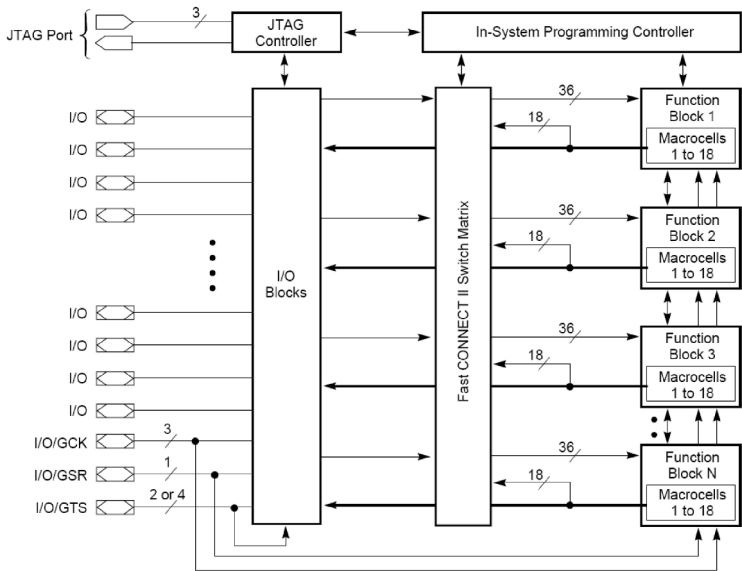 JTAG Port
3
JTAG
Controller
In-System Programming Controller
I/O
I/O
I/O
I/O
I/O
I/O
I/O
I/O
I/O/GCK
3
I/O/GSR
1
I/O/GTS
2 or 4
I/O
Blocks
Fast CONNECT II Switch Matrix
36
18
Function
Block 1
Macrocells
1 to 18
36
18
Function
Block 2
Macrocells
1 to 18
36
18
Function
Block 3
Macrocells
1 to 18
36
18
Function
Block N
Macrocells
1 to 18